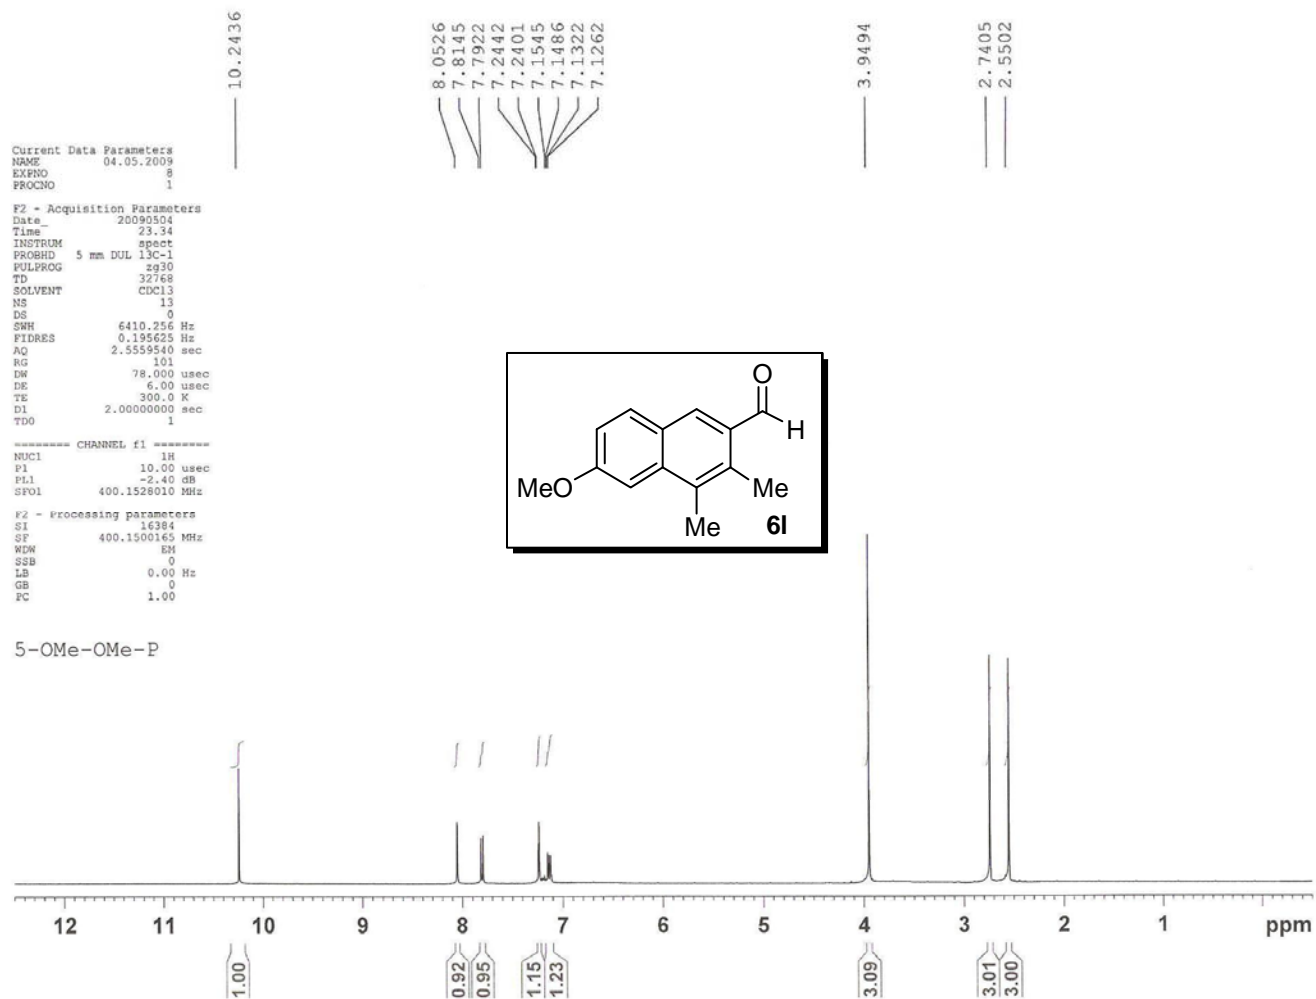 10.2436
8.0526
7.8145
7.7922
7.2442
7.2401
7.1545
7.1486
7.1322
7.1262
3.9494
2.7405
2.5502
Current Data Parameters
NAME 04.05.2009
EXPNO 8
PROCNO 1
F2 - Acquisition Parameters
Date_ 20090504
Time 23.34
INSTRUM spect
PROBHD 5 mm DUL 13C-1
PULPROG zg30
TD 32768
SOLVENT CDCl3
NS 13
DS 0
SWH 6410.256 Hz
FIDRES 0.195625 Hz
AQ 2.5559540 sec
RG 101
DW 78.000 usec
DE 6.00 usec
TE 300.0 K
D1 2.00000000 sec
TD0 1
======== CHANNEL f1 ========
NUC1 1H
P1 10.00 usec
PL1 -2.40 dB
SFO1 400.1528010 MHz
F2 - Processing parameters
SI 16384
SF 400.1500165 MHz
WDW EM
SSB 0
LB 0.00 Hz
GB 0
PC 1.00
5-OMe-OMe-P
O
H
MeO
Me
Me
6l
12 11 10 9 8 7 6 5 4 3 2 1 ppm
1.00
0.92
0.95
1.15
1.23
3.09
3.01
3.00